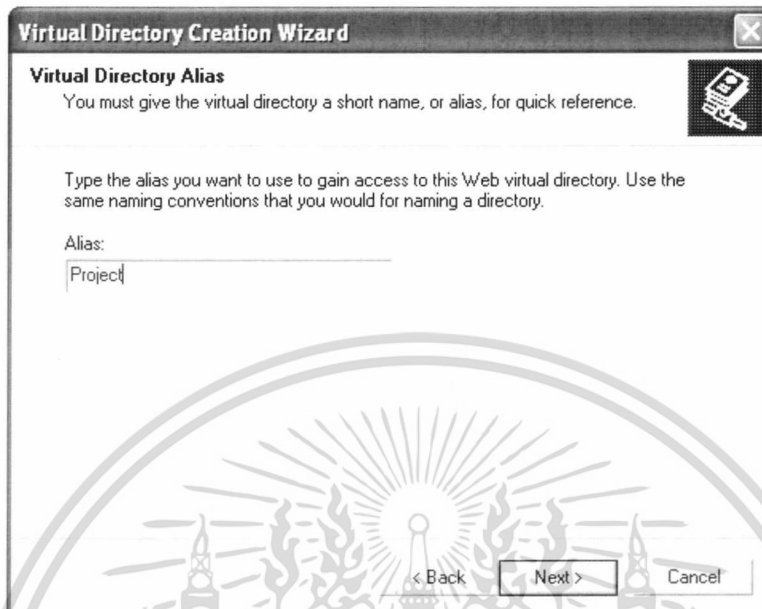 Virtual Directory Creation Wizard
Virtual Directory Alias
You must give the virtual directory a short name, or alias, for quick reference.
Type the alias you want to use to gain access to this Web virtual directory. Use the
same naming conventions that you would for naming a directory.
Alias:
Project
< Back Next > Cancel